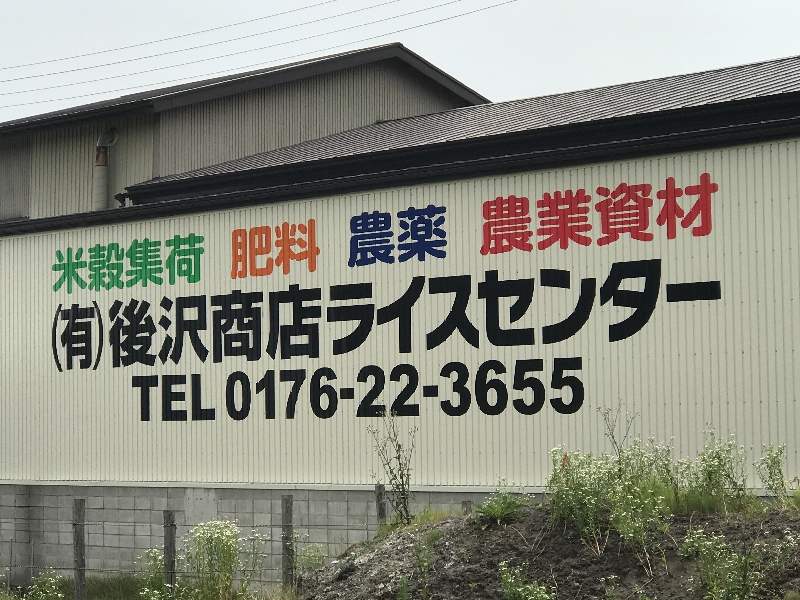 米穀集荷 肥料 農薬 農業資材
(有)後沢商店ライスセンター
TEL 0176-22-3655